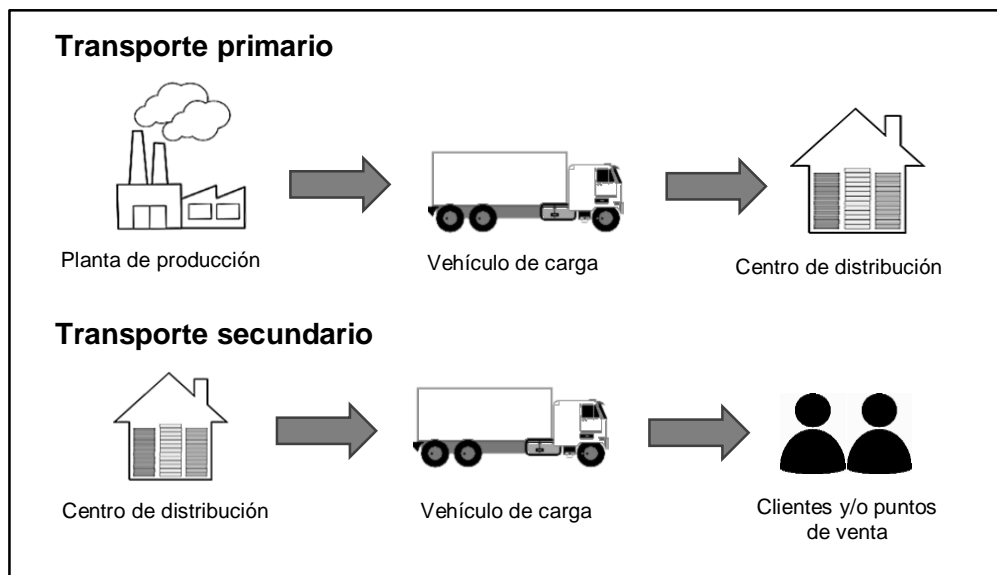 Transporte primario
Planta de producción
Vehículo de carga
Centro de distribución
Transporte secundario
Centro de distribución
Vehículo de carga
Clientes y/o puntos
de venta